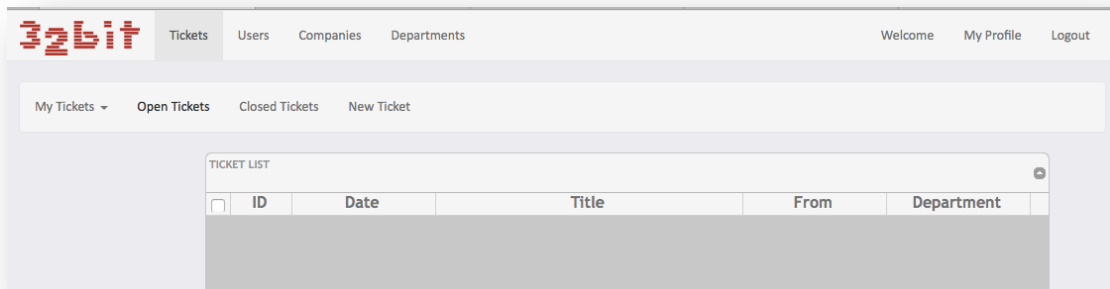 32bit Tickets Users Companies Departments Welcome My Profile Logout
My Tickets Open Tickets Closed Tickets New Ticket
TICKET LIST
ID Date Title From Department